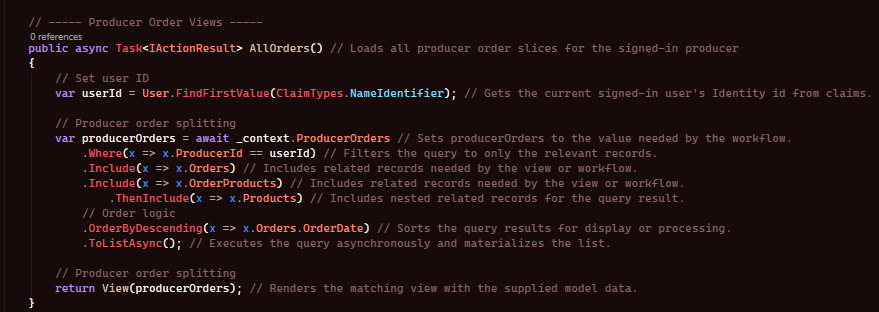 // ----- Producer Order Views -----
0 references
public async Task<IActionResult> AllOrders() // Loads all producer order slices for the signed-in producer
{
    // Set user ID
    var userId = User.FindFirstValue(ClaimTypes.NameIdentifier); // Gets the current signed-in user's Identity id from claims.
    // Producer order splitting
    var producerOrders = await _context.ProducerOrders // Sets producerOrders to the value needed by the workflow.
        .Where(x => x.ProducerId == userId) // Filters the query to only the relevant records.
        .Include(x => x.Orders) // Includes related records needed by the view or workflow.
        .Include(x => x.OrderProducts) // Includes related records needed by the view or workflow.
            .ThenInclude(x => x.Products) // Includes nested related records for the query result.
        // Order logic
        .OrderByDescending(x => x.Orders.OrderDate) // Sorts the query results for display or processing.
        .ToListAsync(); // Executes the query asynchronously and materializes the list.
    // Producer order splitting
    return View(producerOrders); // Renders the matching view with the supplied model data.
}